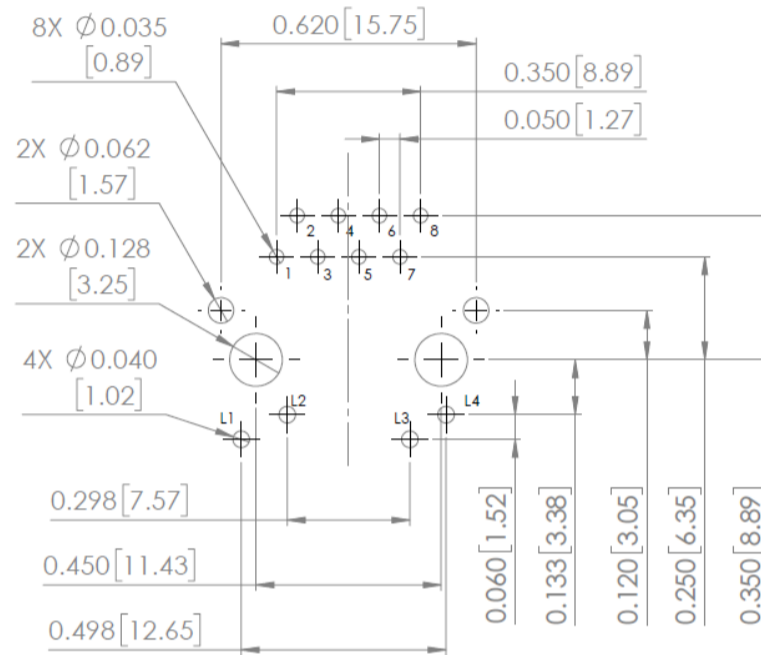 8X ∅0.035
[0.89]
0.620[15.75]
0.350[8.89]
0.050[1.27]
2X ∅0.062
[1.57]
2X ∅0.128
[3.25]
4X ∅0.040
[1.02]
2 4 6 8
1 3 5 7
L2 L4
L1 L3
0.298[7.57]
0.450[11.43]
0.498[12.65]
0.060[1.52]
0.133[3.38]
0.120[3.05]
0.250[6.35]
0.350[8.89]